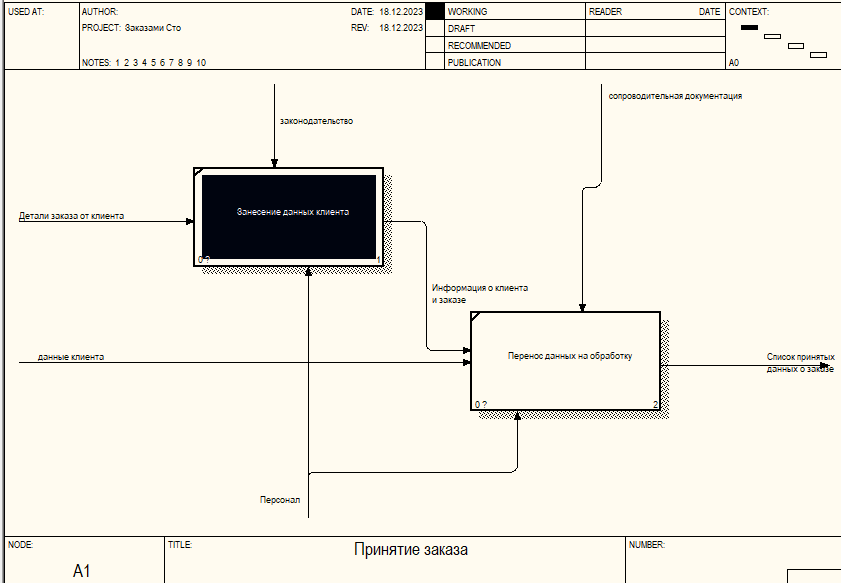 USED AT:
AUTHOR:
DATE: 18.12.2023
WORKING
READER
DATE
CONTEXT:
PROJECT: Заказами Сто
REV: 18.12.2023
DRAFT
RECOMMENDED
NOTES: 1 2 3 4 5 6 7 8 9 10
PUBLICATION
A0
сопроводительная документация
законодательство
Детали заказа от клиента
Занесение данных клиента
0 ?
1
Информация о клиента
и заказе
данные клиента
Перенос данных на обработку
0 ?
2
Список принятых
данных о заказе
Персонал
NODE:
TITLE:
NUMBER:
Принятие заказа
A1